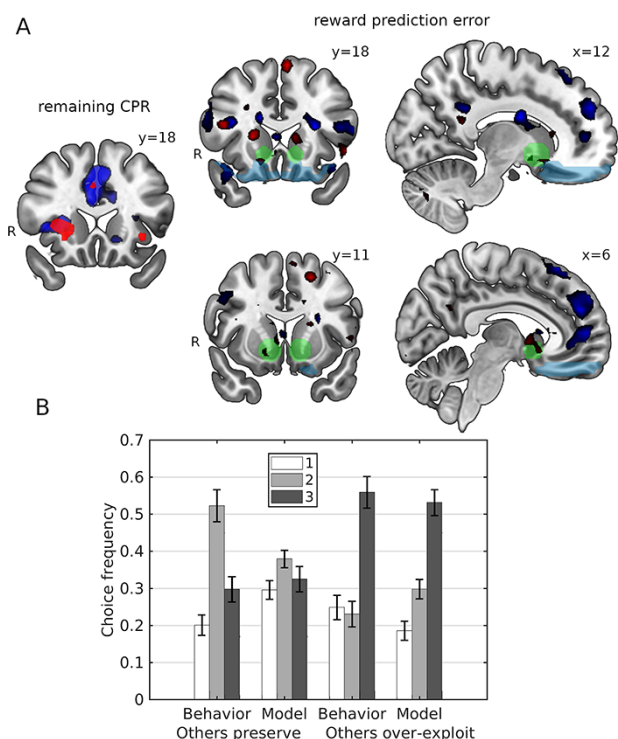 A
reward prediction error
y=18
x=12
remaining CPR
y=18
R
R
y=11
x=6
R
B
0.7
0.6
0.5
0.4
0.3
0.2
0.1
0
Choice frequency
1
2
3
Behavior Model Behavior Model
Others preserve Others over-exploit